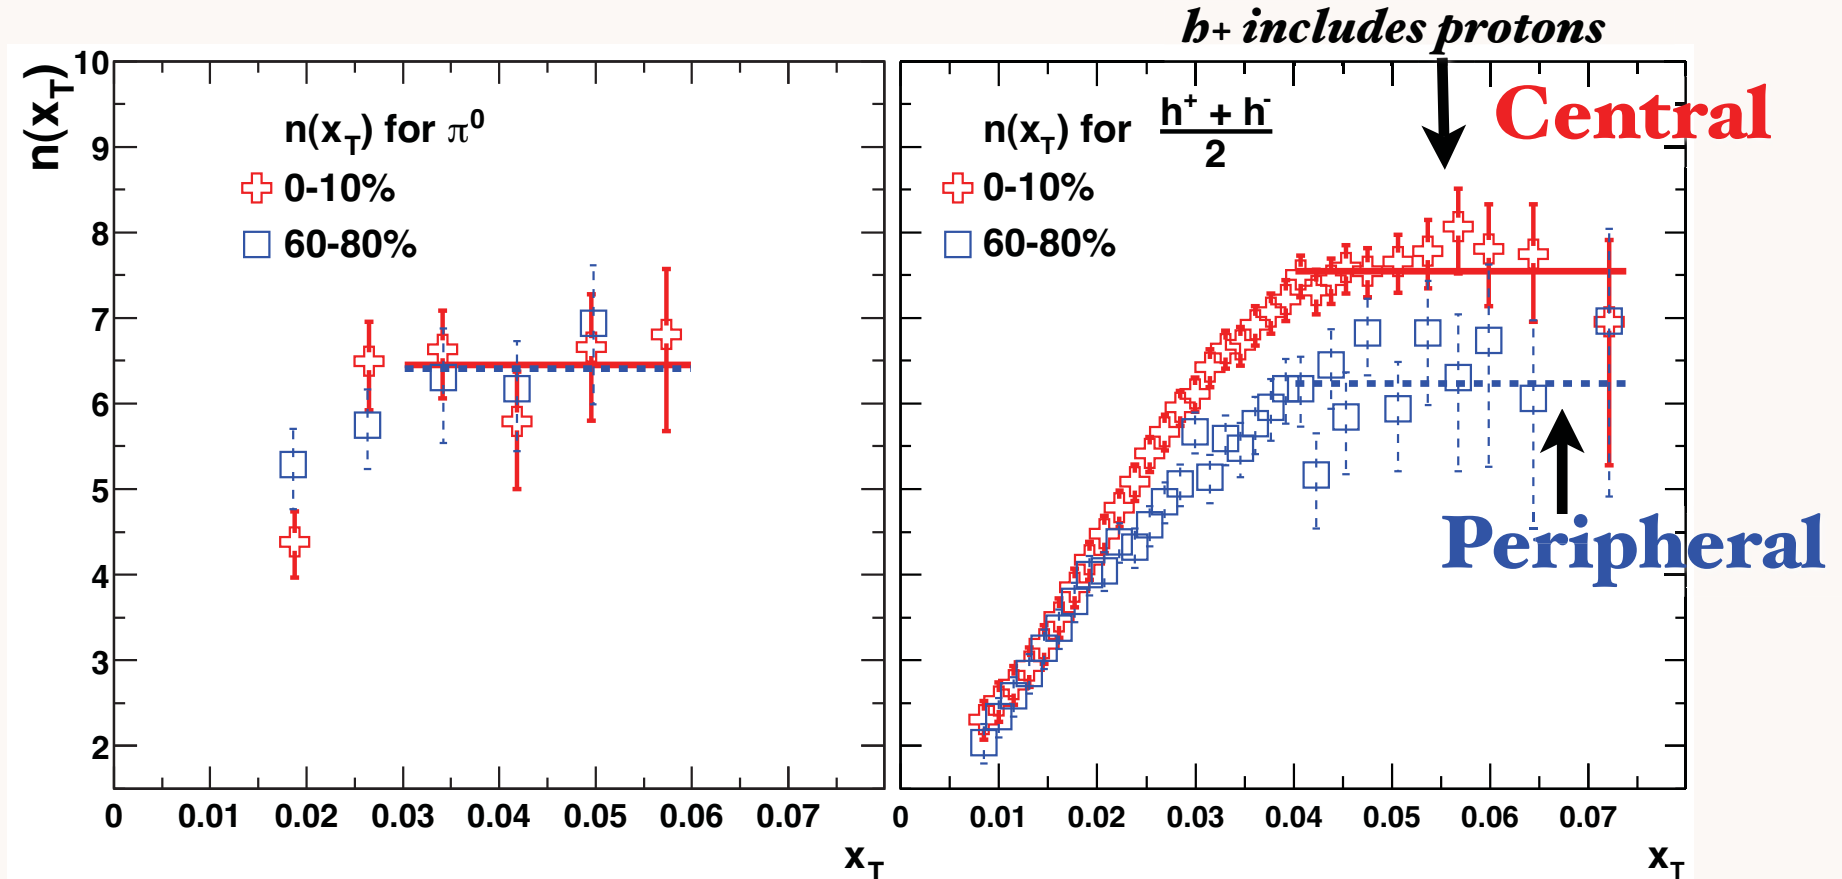 h+ includes protons
n(x_T)
10
9
8
7
6
5
4
3
2
n(x_T) for π⁰
0-10%
60-80%
0 0.01 0.02 0.03 0.04 0.05 0.06 0.07
x_T
n(x_T) for h⁺ + h⁻
2
0-10%
60-80%
Central
Peripheral
0 0.01 0.02 0.03 0.04 0.05 0.06 0.07
x_T